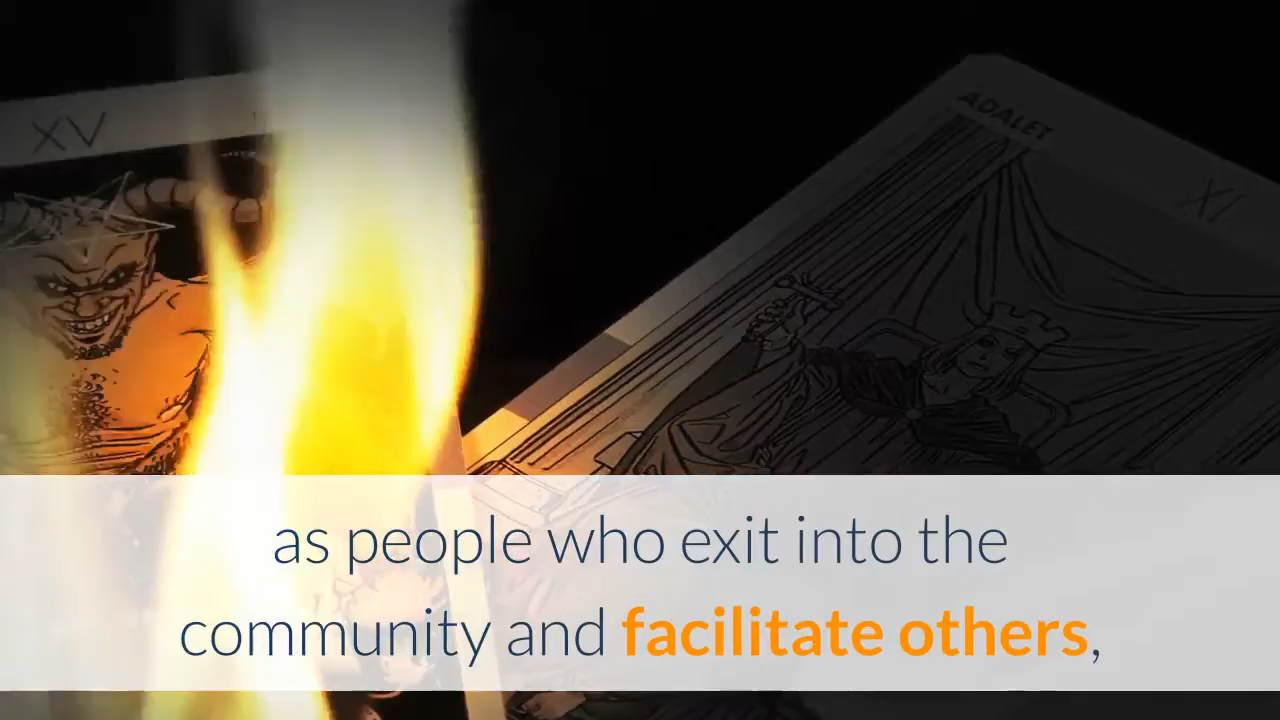 XV
ADALET
XI
as people who exit into the
community and facilitate others,